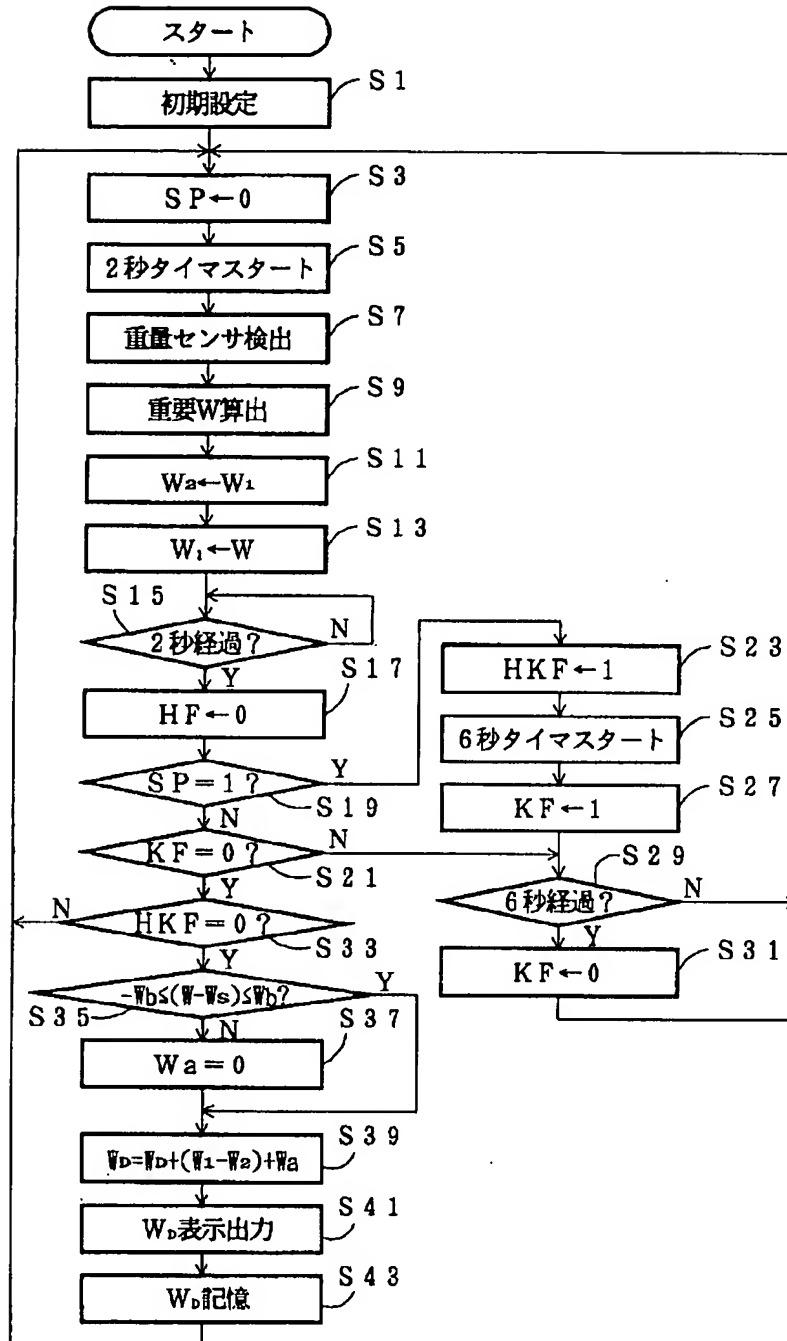 スタート
初期設定
S1
SP←0
S3
2秒タイマスタート
S5
重量センサ検出
S7
重要W算出
S9
W₂←W₁
S11
W₁←W
S13
2秒経過?
S15
N
Y
HF←0
S17
SP=1?
S19
Y
N
KF=0?
S21
N
Y
HKF=0?
S33
N
Y
-Wb≤(W-Ws)≤Wb?
S35
Y
N
Wa=0
S37
W_D=W_D+(W₁-W₂)+Wa
S39
W_D表示出力
S41
W_D記憶
S43
HKF←1
S23
6秒タイマスタート
S25
KF←1
S27
6秒経過?
S29
N
Y
KF←0
S31